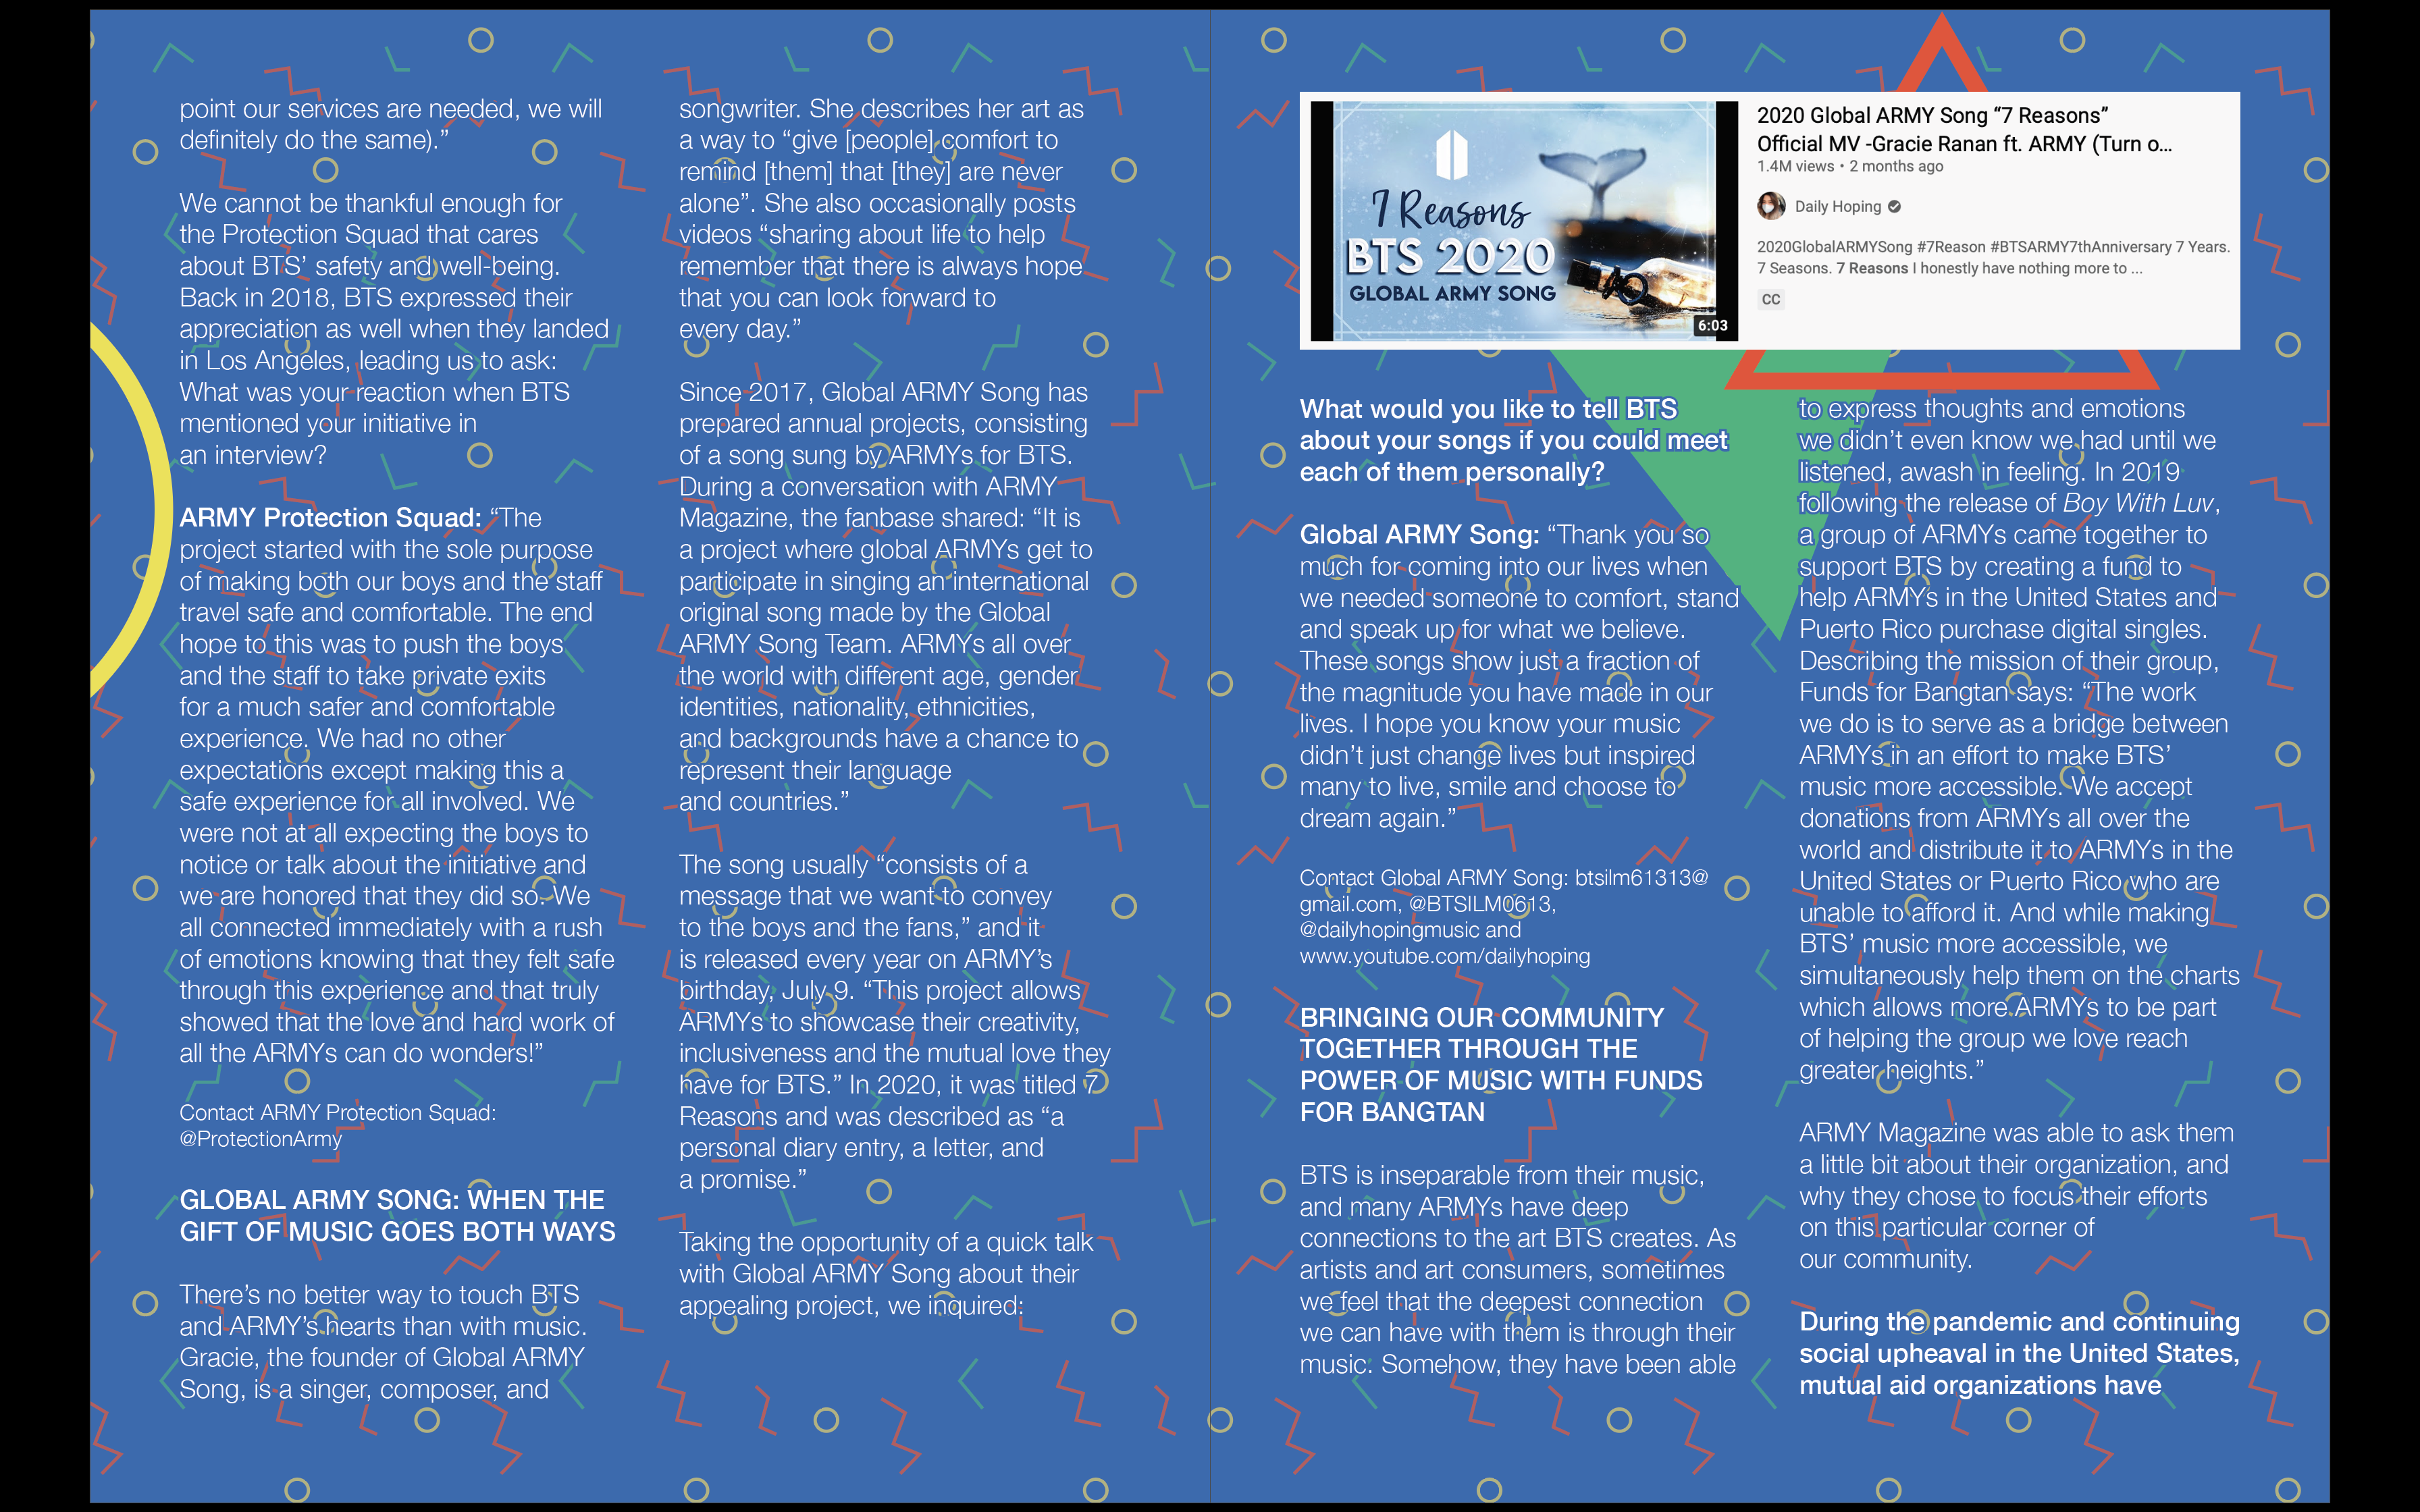 point our services are needed, we will
definitely do the same).”
We cannot be thankful enough for
the Protection Squad that cares
about BTS’ safety and well-being.
Back in 2018, BTS expressed their
appreciation as well when they landed
in Los Angeles, leading us to ask:
What was your reaction when BTS
mentioned your initiative in
an interview?
ARMY Protection Squad: “The
project started with the sole purpose
of making both our boys and the staff
travel safe and comfortable. The end
hope to this was to push the boys
and the staff to take private exits
for a much safer and comfortable
experience. We had no other
expectations except making this a
safe experience for all involved. We
were not at all expecting the boys to
notice or talk about the initiative and
we are honored that they did so. We
all connected immediately with a rush
of emotions knowing that they felt safe
through this experience and that truly
showed that the love and hard work of
all the ARMYs can do wonders!”
Contact ARMY Protection Squad:
@ProtectionArmy
GLOBAL ARMY SONG: WHEN THE
GIFT OF MUSIC GOES BOTH WAYS
There’s no better way to touch BTS
and ARMY’s hearts than with music.
Gracie, the founder of Global ARMY
Song, is a singer, composer, and
songwriter. She describes her art as
a way to “give [people] comfort to
remind [them] that [they] are never
alone”. She also occasionally posts
videos “sharing about life to help
remember that there is always hope
that you can look forward to
every day.”
Since 2017, Global ARMY Song has
prepared annual projects, consisting
of a song sung by ARMYs for BTS.
During a conversation with ARMY
Magazine, the fanbase shared: “It is
a project where global ARMYs get to
participate in singing an international
original song made by the Global
ARMY Song Team. ARMYs all over
the world with different age, gender
identities, nationality, ethnicities,
and backgrounds have a chance to
represent their language
and countries.”
The song usually “consists of a
message that we want to convey
to the boys and the fans,” and it
is released every year on ARMY’s
birthday, July 9. “This project allows
ARMYs to showcase their creativity,
inclusiveness and the mutual love they
have for BTS.” In 2020, it was titled 7
Reasons and was described as “a
personal diary entry, a letter, and
a promise.”
Taking the opportunity of a quick talk
with Global ARMY Song about their
appealing project, we inquired:
7 Reasons
BTS 2020
GLOBAL ARMY SONG
6:03
2020 Global ARMY Song “7 Reasons”
Official MV -Gracie Ranan ft. ARMY (Turn o...
1.4M views • 2 months ago
Daily Hoping
2020GlobalARMYSong #7Reason #BTSARMY7thAnniversary 7 Years.
7 Seasons. 7 Reasons I honestly have nothing more to ...
CC
What would you like to tell BTS
about your songs if you could meet
each of them personally?
Global ARMY Song: “Thank you so
much for coming into our lives when
we needed someone to comfort, stand
and speak up for what we believe.
These songs show just a fraction of
the magnitude you have made in our
lives. I hope you know your music
didn’t just change lives but inspired
many to live, smile and choose to
dream again.”
Contact Global ARMY Song: btsilm61313@
gmail.com, @BTSILM0613,
@dailyhopingmusic and
www.youtube.com/dailyhoping
BRINGING OUR COMMUNITY
TOGETHER THROUGH THE
POWER OF MUSIC WITH FUNDS
FOR BANGTAN
BTS is inseparable from their music,
and many ARMYs have deep
connections to the art BTS creates. As
artists and art consumers, sometimes
we feel that the deepest connection
we can have with them is through their
music. Somehow, they have been able
to express thoughts and emotions
we didn’t even know we had until we
listened, awash in feeling. In 2019
following the release of Boy With Luv,
a group of ARMYs came together to
support BTS by creating a fund to
help ARMYs in the United States and
Puerto Rico purchase digital singles.
Describing the mission of their group,
Funds for Bangtan says: “The work
we do is to serve as a bridge between
ARMYs in an effort to make BTS’
music more accessible. We accept
donations from ARMYs all over the
world and distribute it to ARMYs in the
United States or Puerto Rico who are
unable to afford it. And while making
BTS’ music more accessible, we
simultaneously help them on the charts
which allows more ARMYs to be part
of helping the group we love reach
greater heights.”
ARMY Magazine was able to ask them
a little bit about their organization, and
why they chose to focus their efforts
on this particular corner of
our community.
During the pandemic and continuing
social upheaval in the United States,
mutual aid organizations have